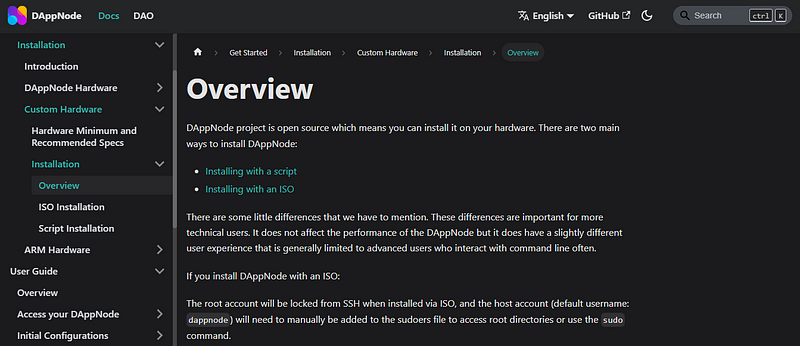 DAppNode Docs DAO English GitHub Search ctrl K
Installation
Introduction
DAppNode Hardware
Custom Hardware
Hardware Minimum and
Recommended Specs
Installation
Overview
ISO Installation
Script Installation
ARM Hardware
User Guide
Overview
Access your DAppNode
Initial Configurations
Get Started > Installation > Custom Hardware > Installation > Overview
Overview
DAppNode project is open source which means you can install it on your hardware. There are two main
ways to install DAppNode:
• Installing with a script
• Installing with an ISO
There are some little differences that we have to mention. These differences are important for more
technical users. It does not affect the performance of the DAppNode but it does have a slightly different
user experience that is generally limited to advanced users who interact with command line often.
If you install DAppNode with an ISO:
The root account will be locked from SSH when installed via ISO, and the host account (default username:
dappnode) will need to manually be added to the sudoers file to access root directories or use the sudo
command.